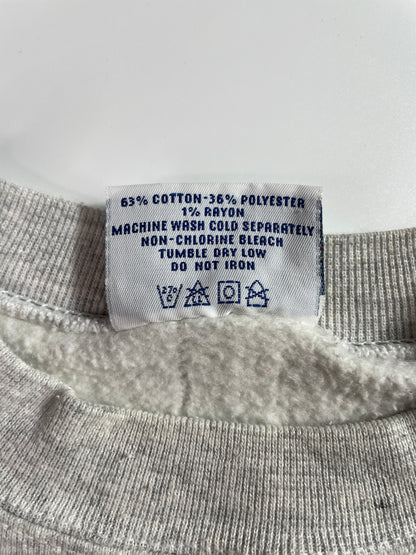 63% COTTON-36% POLYESTER
1% RAYON
MACHINE WASH COLD SEPARATELY
NON-CHLORINE BLEACH
TUMBLE DRY LOW
DO NOT IRON